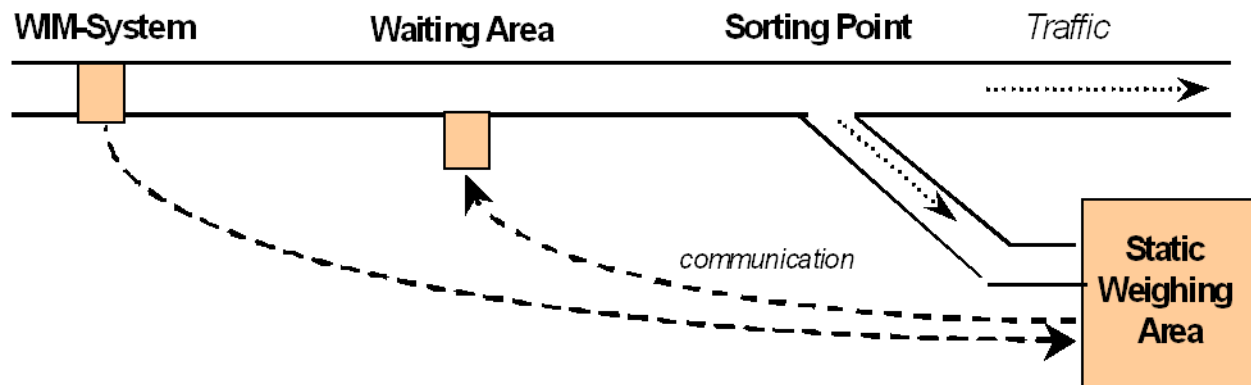 WIM-System
Waiting Area
Sorting Point
Traffic
communication
Static
Weighing
Area